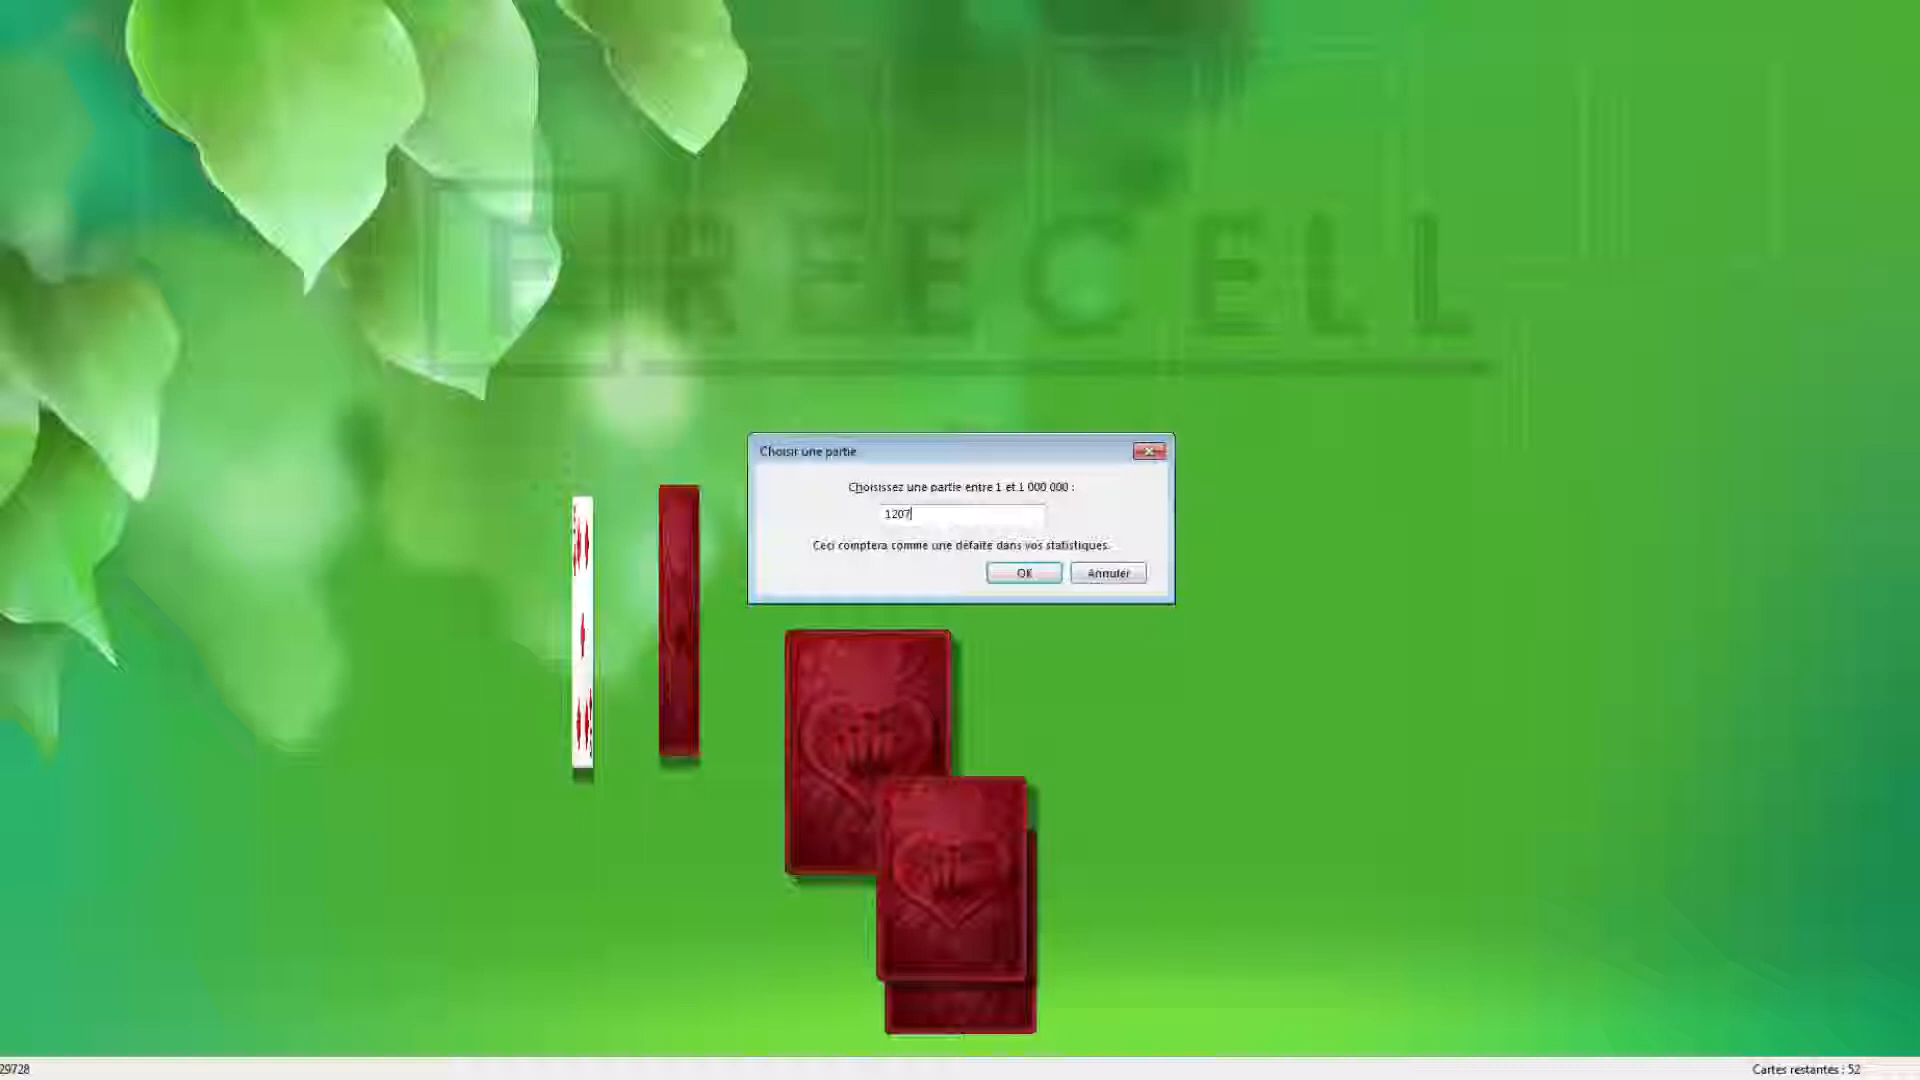 FREECELL
Choisir une partie
Choisissez une partie entre 1 et 1 000 000 :
1207
Ceci comptera comme une défaite dans vos statistiques.
OK
Annuler
29728
Cartes restantes : 52